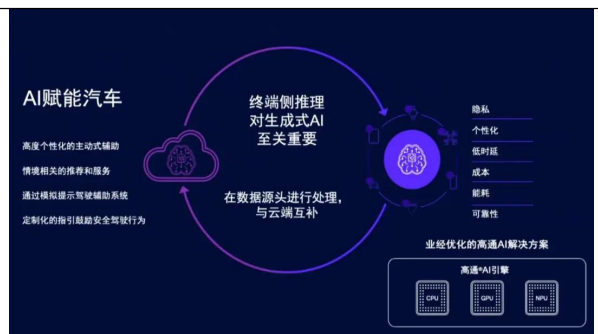 AI赋能汽车
高度个性化的主动式辅助
情境相关的推荐和服务
通过模拟提示驾驶辅助系统
定制化的指引鼓励安全驾驶行为
终端侧推理
对生成式AI
至关重要
在数据源头进行处理，
与云端互补
隐私
个性化
低时延
成本
能耗
可靠性
业经优化的高通AI解决方案
高通®AI引擎
CPU
GPU
NPU